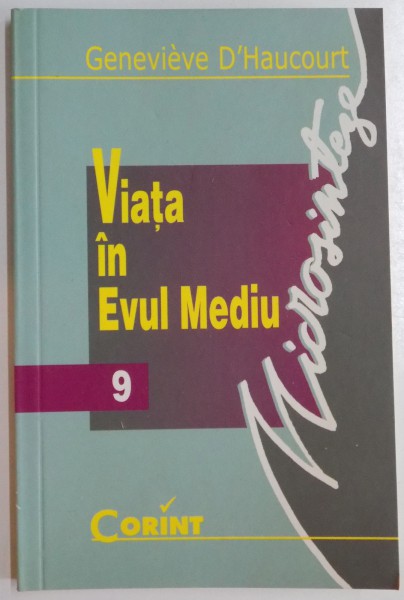 Geneviève D'Haucourt
Microsinteze
Viața
în
Evul Mediu
9
CORINT